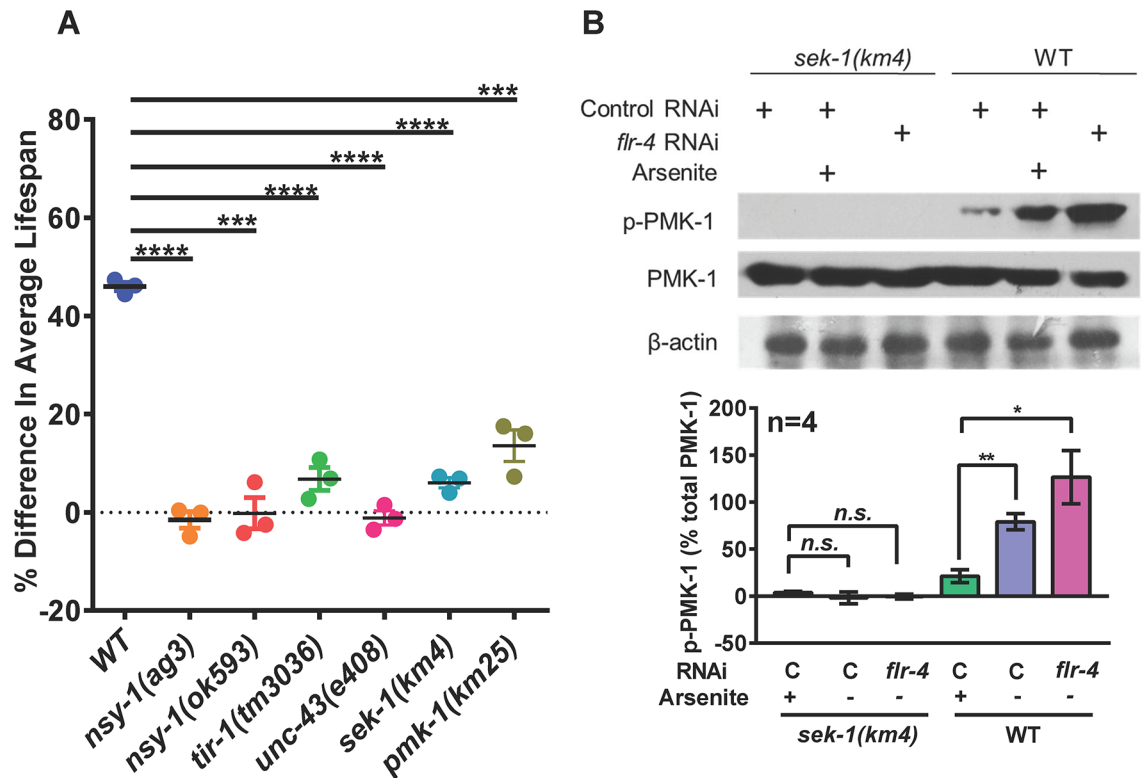 A
% Difference In Average Lifespan
80
60
40
20
0
-20
***
****
****
****
***
****
WT
nsy-1(ag3)
nsy-1(ok593)
tir-1(tm3036)
unc-43(e408)
sek-1(km4)
pmk-1(km25)
B
sek-1(km4) WT
Control RNAi + + + +
flr-4 RNAi + +
Arsenite + +
p-PMK-1
PMK-1
β-actin
p-PMK-1 (% total PMK-1)
200
150
100
50
0
-50
n=4
*
**
n.s.
n.s.
RNAi C C flr-4 C C flr-4
Arsenite + - - + - -
sek-1(km4) WT